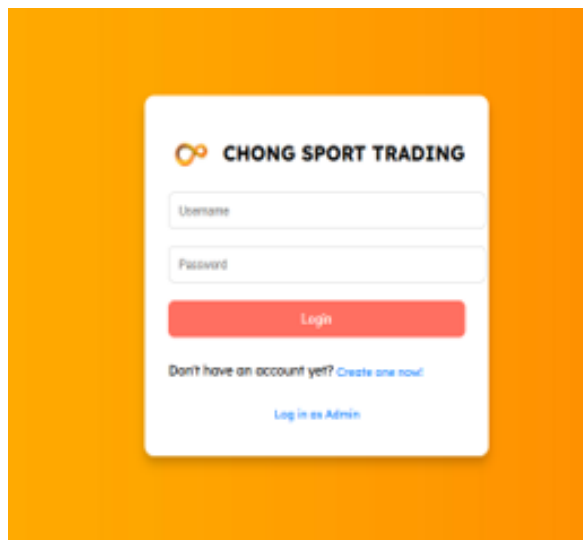 CHONG SPORT TRADING
Username
Password
Login
Don't have an account yet? Create one now!
Log in as Admin